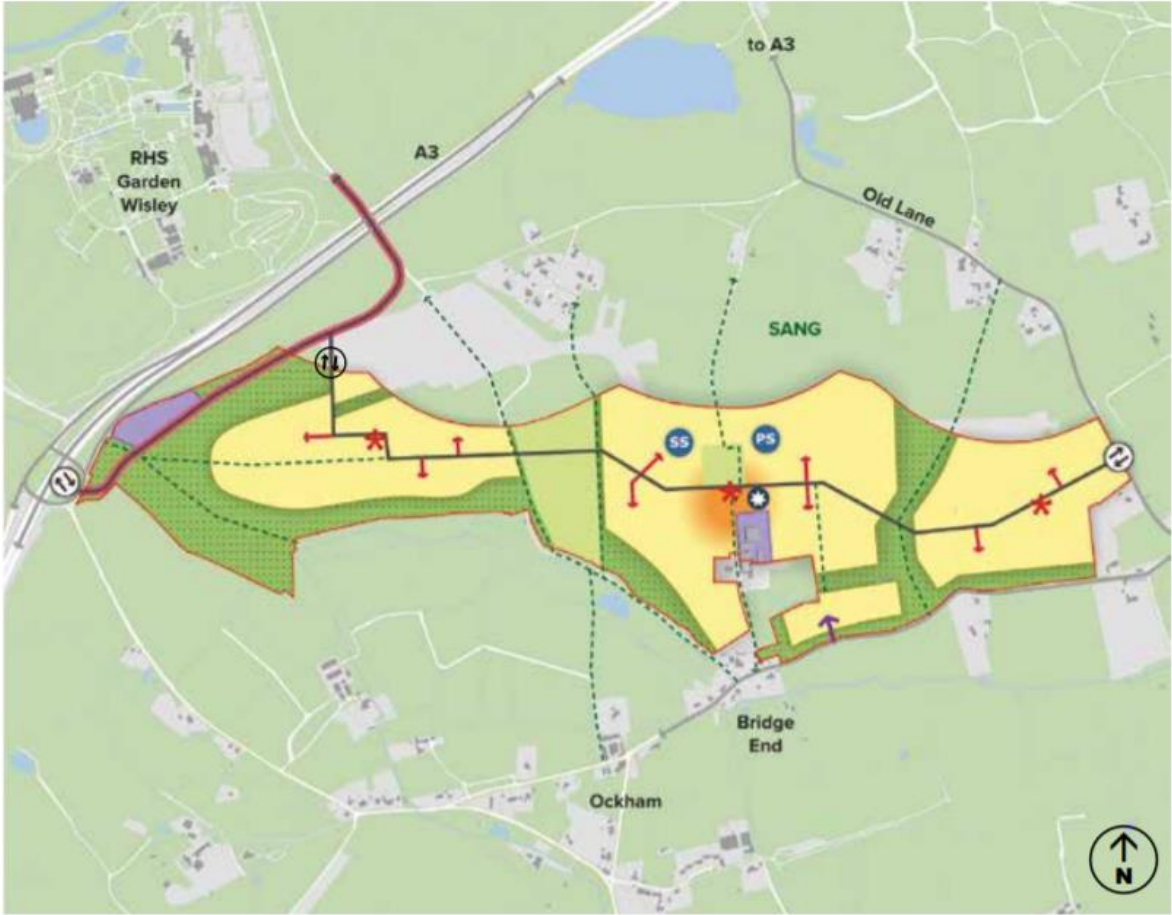 to A3
A3
RHS
Garden
Wisley
Old Lane
SANG
SS
PS
Bridge
End
Ockham
N